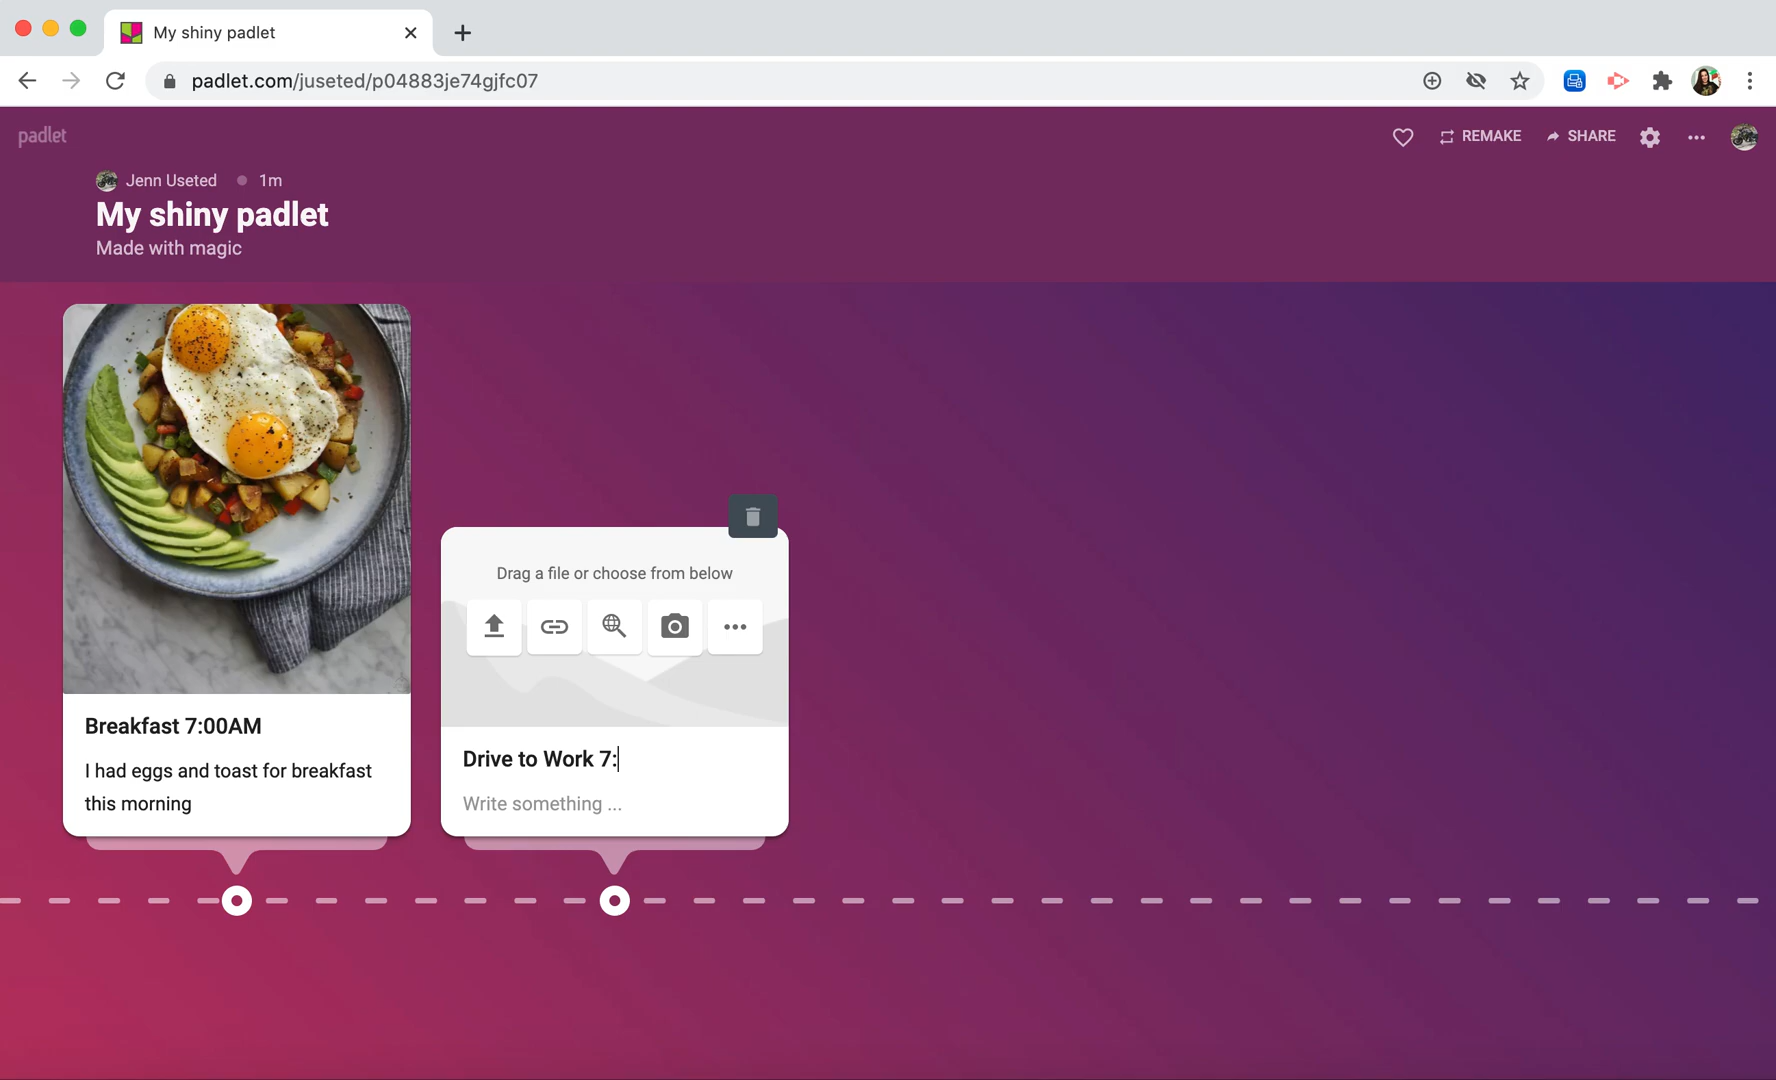 My shiny padlet
padlet.com/juseted/p04883je74gjfc07
padlet
REMAKE
SHARE
Jenn Useted
1m
My shiny padlet
Made with magic
Breakfast 7:00AM
I had eggs and toast for breakfast
this morning
Drag a file or choose from below
Drive to Work 7:
Write something ...